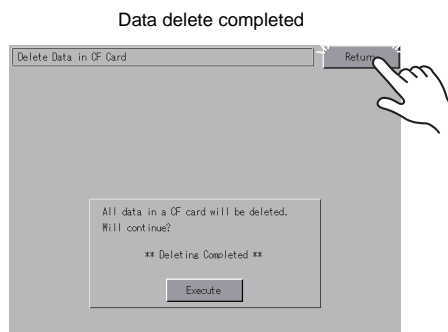 Data delete completed
Delete Data in CF Card
Return
All data in a CF card will be deleted.
Will continue?
** Deleting Completed **
Execute